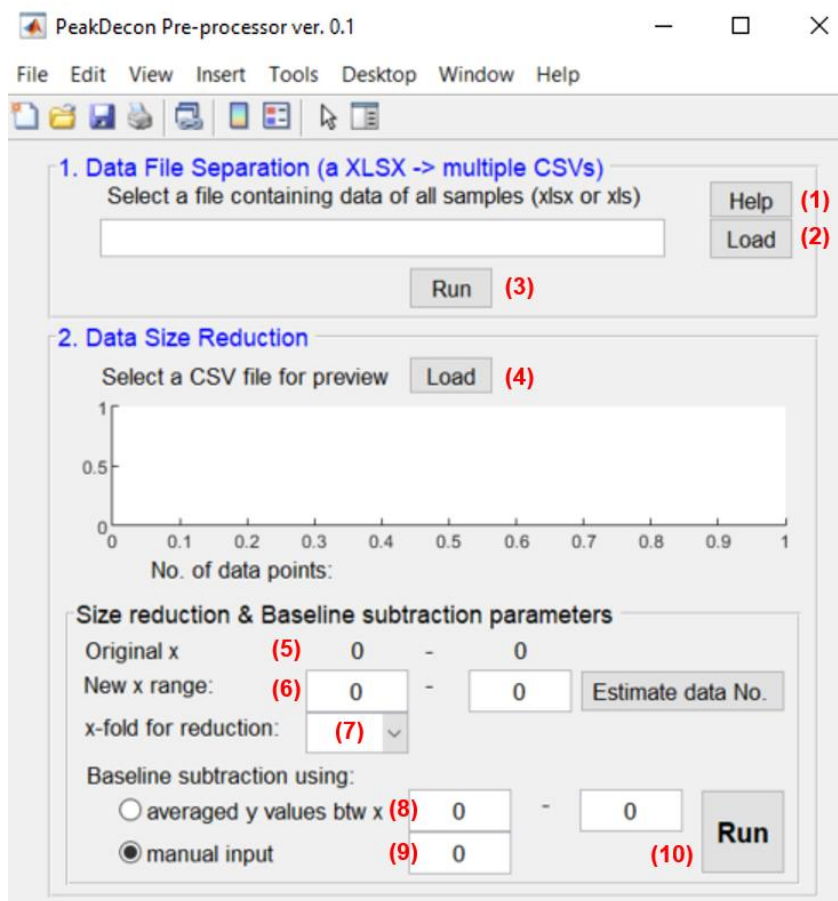 PeakDecon Pre-processor ver. 0.1
File Edit View Insert Tools Desktop Window Help
1. Data File Separation (a XLSX -> multiple CSVs)
Select a file containing data of all samples (xlsx or xls)
Help (1)
Load (2)
Run (3)
2. Data Size Reduction
Select a CSV file for preview Load (4)
1
0.5
0
0 0.1 0.2 0.3 0.4 0.5 0.6 0.7 0.8 0.9 1
No. of data points:
Size reduction & Baseline subtraction parameters
Original x (5) 0 - 0
New x range: (6) 0 - 0 Estimate data No.
x-fold for reduction: (7)
Baseline subtraction using:
averaged y values btw x (8) 0 - 0
manual input (9) 0 (10) Run